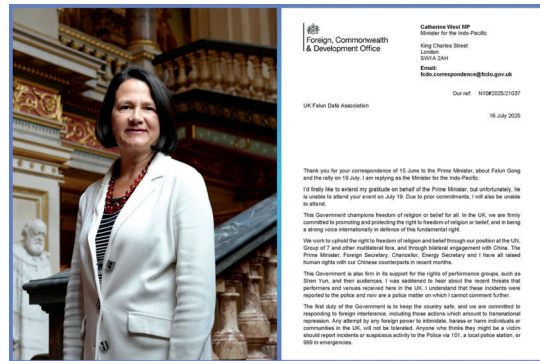 Foreign, Commonwealth
& Development Office
Catherine West MP
Minister for the Indo-Pacific
King Charles Street
London
SW1A 2AH
Email:
fcdo.correspondence@fcdo.gov.uk
Our ref: N10#2025/21037
UK Falun Dafa Association
16 July 2025
Thank you for your correspondence of 15 June to the Prime Minister, about Falun Gong
and the rally on 19 July. I am replying as the Minister for the Indo-Pacific.
I'd firstly like to extend my gratitude on behalf of the Prime Minister, but unfortunately, he
is unable to attend your event on July 19. Due to prior commitments, I will also be unable
to attend.
This Government champions freedom of religion or belief for all. In the UK, we are firmly
committed to promoting and protecting the right to freedom of religion or belief, and in being
a strong voice internationally in defence of this fundamental right.
We work to uphold the right to freedom of religion and belief through our position at the UN,
Group of 7 and other multilateral fora, and through bilateral engagement with China. The
Prime Minister, Foreign Secretary, Chancellor, Energy Secretary and I have all raised
human rights with our Chinese counterparts in recent months.
This Government is also firm in its support for the rights of performance groups, such as
Shen Yun, and their audiences. I was saddened to hear about the recent threats that
performers and venues received here in the UK. I understand that these incidents were
reported to the police and now are a police matter on which I cannot comment further.
The first duty of the Government is to keep the country safe, and we are committed to
responding to foreign interference, including those actions which amount to transnational
repression. Any attempt by any foreign power to intimidate, harass or harm individuals or
communities in the UK, will not be tolerated. Anyone who thinks they might be a victim
should report incidents or suspicious activity to the Police via 101, a local police station, or
999 in emergencies.